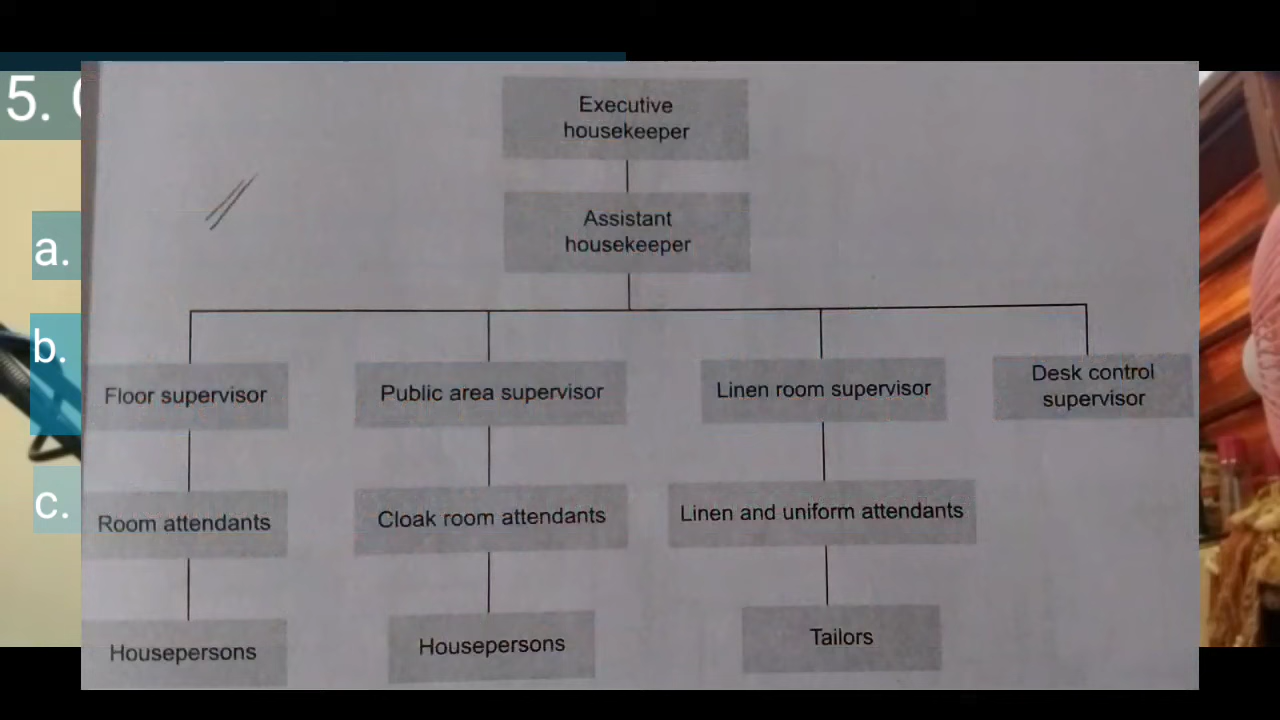 5.
a.
b.
c.
Executive
housekeeper
Assistant
housekeeper
Floor supervisor
Public area supervisor
Linen room supervisor
Desk control
supervisor
Room attendants
Cloak room attendants
Linen and uniform attendants
Housepersons
Housepersons
Tailors